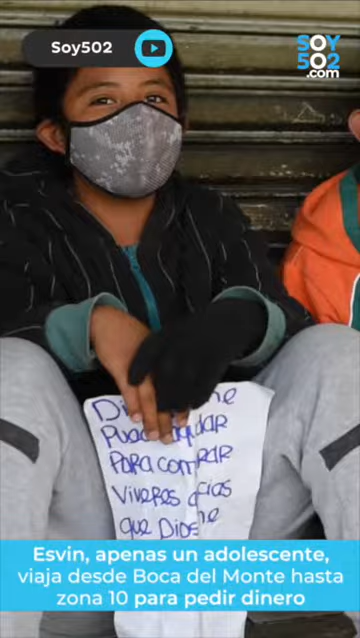 Soy502
SOY
502
.com
Puede
PARA COMPRAR
VIVERES
que Dios
Esvin, apenas un adolescente,
viaja desde Boca del Monte hasta
zona 10 para pedir dinero